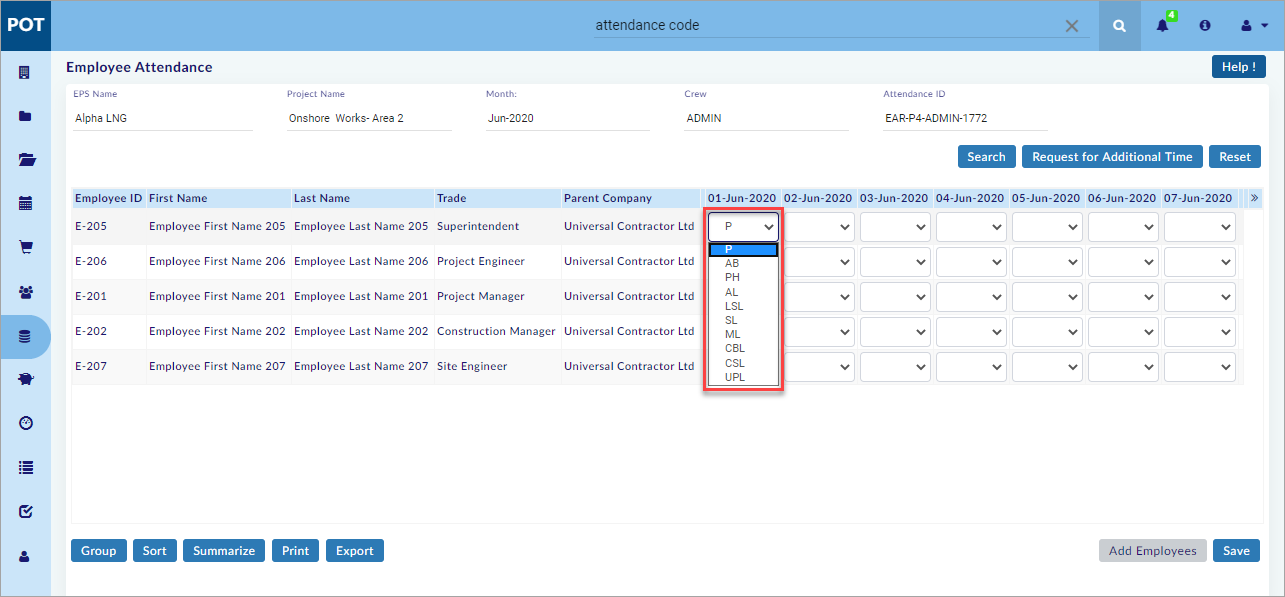 POT
attendance code
4
Employee Attendance
Help !
EPS Name Project Name Month: Crew Attendance ID
Alpha LNG Onshore Works- Area 2 Jun-2020 ADMIN EAR-P4-ADMIN-1772
Search Request for Additional Time Reset
Employee ID First Name Last Name Trade Parent Company 01-Jun-2020 02-Jun-2020 03-Jun-2020 04-Jun-2020 05-Jun-2020 06-Jun-2020 07-Jun-2020 »
E-205 Employee First Name 205 Employee Last Name 205 Superintendent Universal Contractor Ltd P
E-206 Employee First Name 206 Employee Last Name 206 Project Engineer Universal Contractor Ltd
E-201 Employee First Name 201 Employee Last Name 201 Project Manager Universal Contractor Ltd
E-202 Employee First Name 202 Employee Last Name 202 Construction Manager Universal Contractor Ltd
E-207 Employee First Name 207 Employee Last Name 207 Site Engineer Universal Contractor Ltd
P
AB
PH
AL
LSL
SL
ML
CBL
CSL
UPL
Group Sort Summarize Print Export Add Employees Save